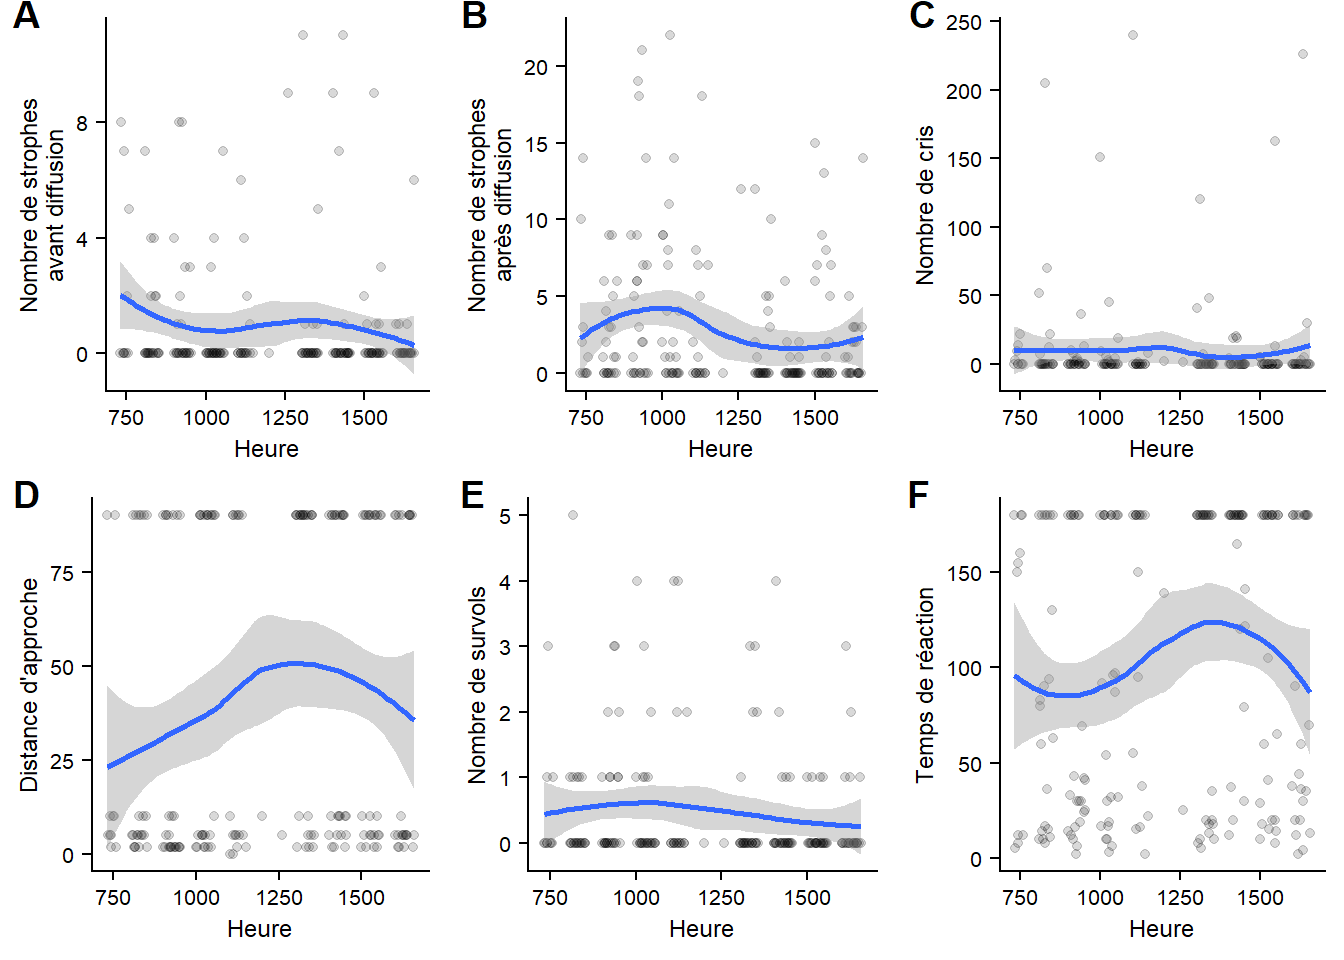 A
Nombre de strophes
avant diffusion
8
4
0
750 1000 1250 1500
Heure
B
Nombre de strophes
après diffusion
20
15
10
5
0
750 1000 1250 1500
Heure
C
Nombre de cris
250
200
150
100
50
0
750 1000 1250 1500
Heure
D
Distance d'approche
75
50
25
0
750 1000 1250 1500
Heure
E
Nombre de survols
5
4
3
2
1
0
750 1000 1250 1500
Heure
F
Temps de réaction
150
100
50
0
750 1000 1250 1500
Heure